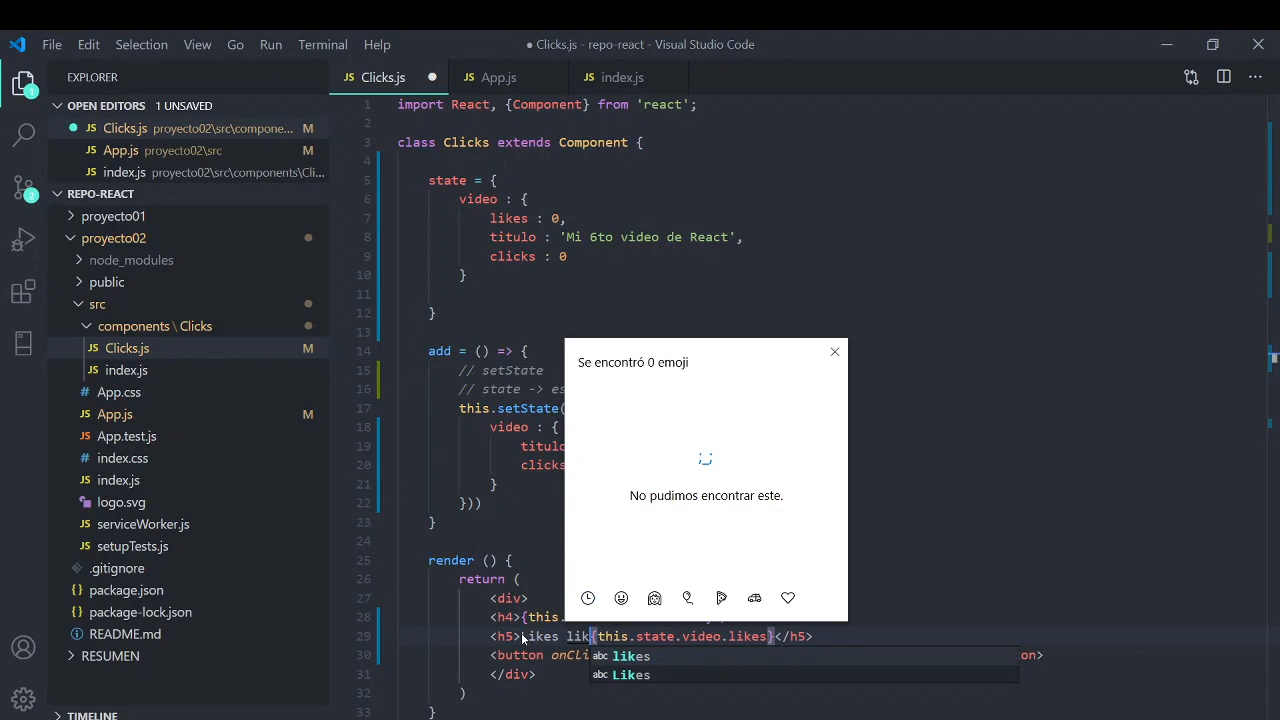 File Edit Selection View Go Run Terminal Help
● Clicks.js - repo-react - Visual Studio Code
EXPLORER
OPEN EDITORS 1 UNSAVED
JS Clicks.js proyecto02\src\compone... M
JS App.js proyecto02\src M
JS index.js proyecto02\src\components\Cli...
REPO-REACT
proyecto01
proyecto02
node_modules
public
src
components \ Clicks
JS Clicks.js M
JS index.js
# App.css
JS App.js M
JS App.test.js
# index.css
JS index.js
logo.svg
JS serviceWorker.js
JS setupTests.js
.gitignore
package.json
package-lock.json
README.md
RESUMEN
TIMELINE
1
2
JS Clicks.js
JS App.js
JS index.js
1 import React, {Component} from 'react';
2
3 class Clicks extends Component {
4
5 state = {
6 video : {
7 likes : 0,
8 titulo : 'Mi 6to video de React',
9 clicks : 0
10 }
11
12 }
13
14 add = () => {
15 // setState
16 // state -> es
17 this.setState(
18 video : {
19 titulo
20 clicks
21 }
22 }))
23 }
24
25 render () {
26 return (
27 <div>
28 <h4>{this.
29 <h5>Likes lik{this.state.video.likes}</h5>
30 <button onCli on>
31 </div>
32 )
33 }
abc likes
abc Likes
Se encontró 0 emoji
No pudimos encontrar este.